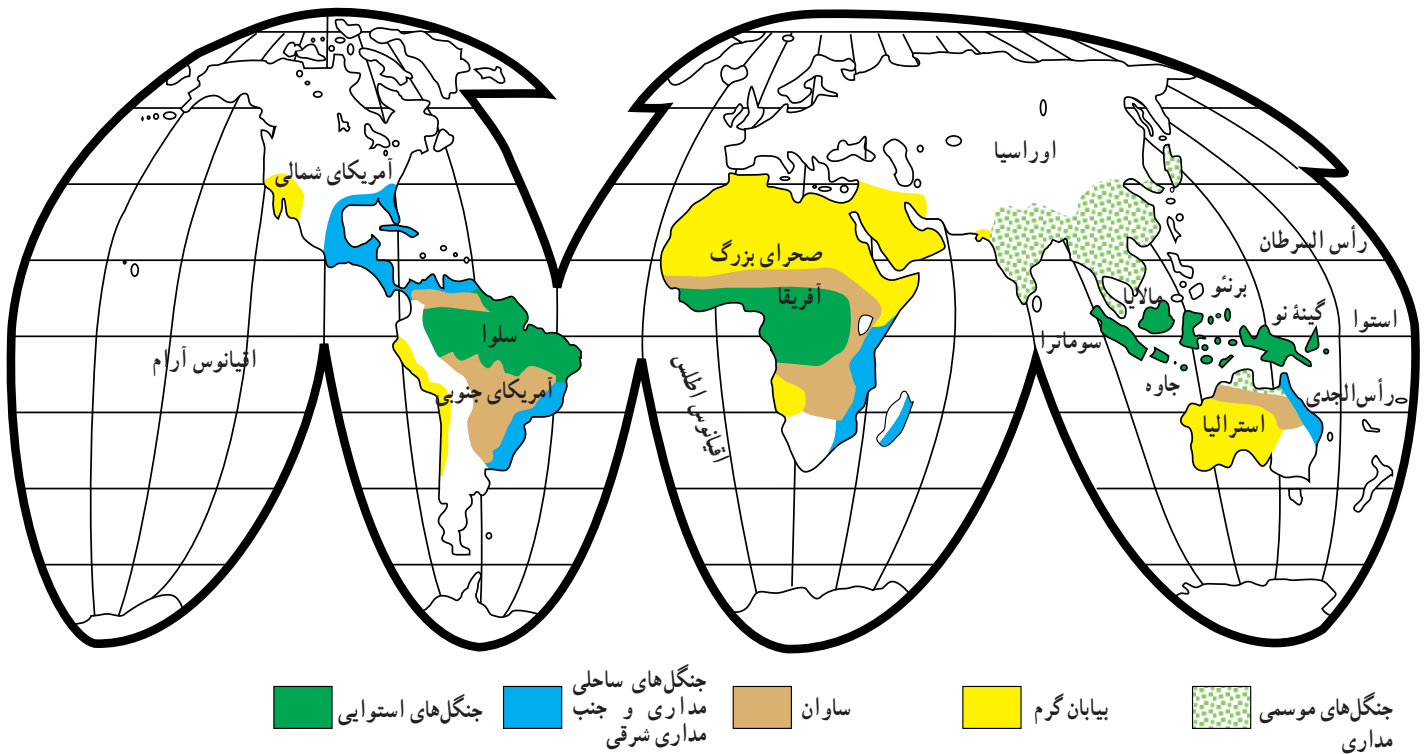 آمریکای شمالی
اوراسیا
رأس السرطان
صحرای بزرگ
آفریقا
مالایا
برنئو
گینهٔ نو
استوا
سلوا
سوماترا
اقیانوس آرام
اقیانوس اطلس
جاوه
آمریکای جنوبی
رأس‌الجدی
استرالیا
جنگل‌های استوایی
جنگل‌های ساحلی
مداری و جنب
مداری شرقی
ساوان
بیابان گرم
جنگل‌های موسمی
مداری